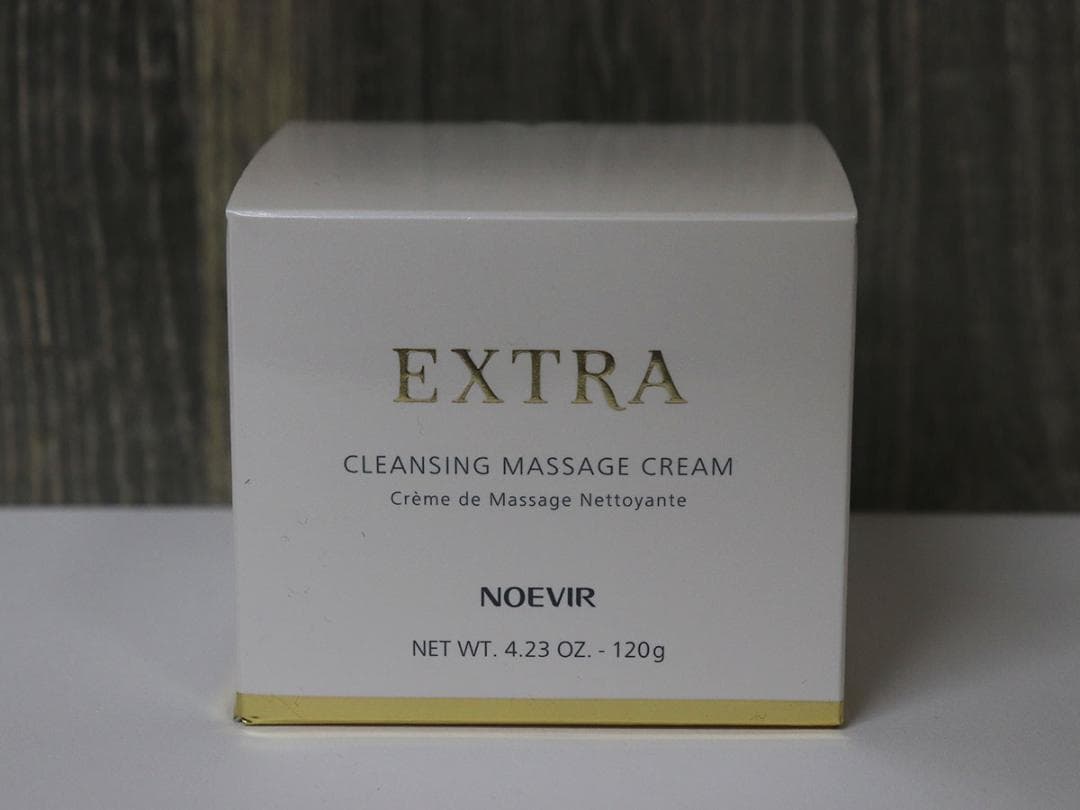 EXTRA
CLEANSING MASSAGE CREAM
Crème de Massage Nettoyante
NOEVIR
NET WT. 4.23 OZ. - 120g